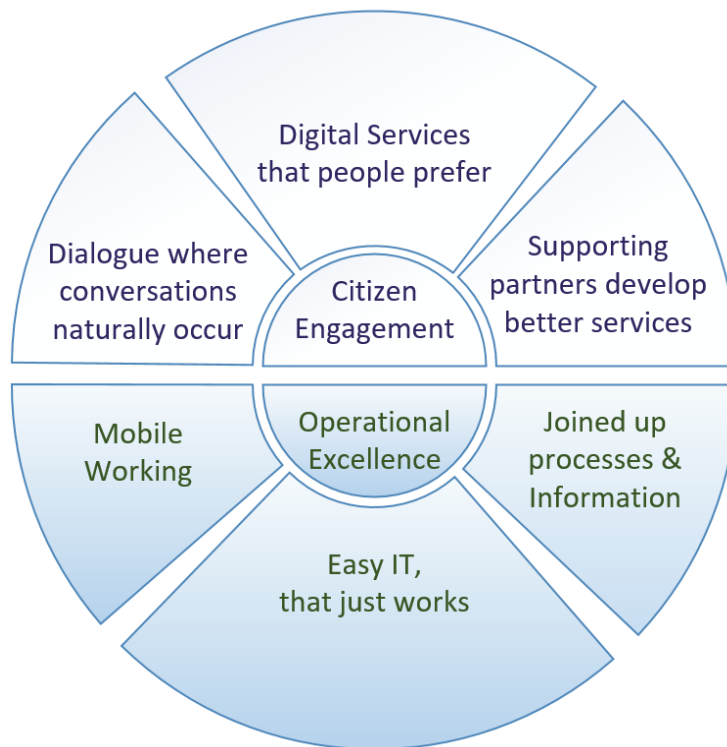 Digital Services
that people prefer
Dialogue where
conversations
naturally occur
Citizen
Engagement
Supporting
partners develop
better services
Mobile
Working
Operational
Excellence
Joined up
processes &
Information
Easy IT,
that just works